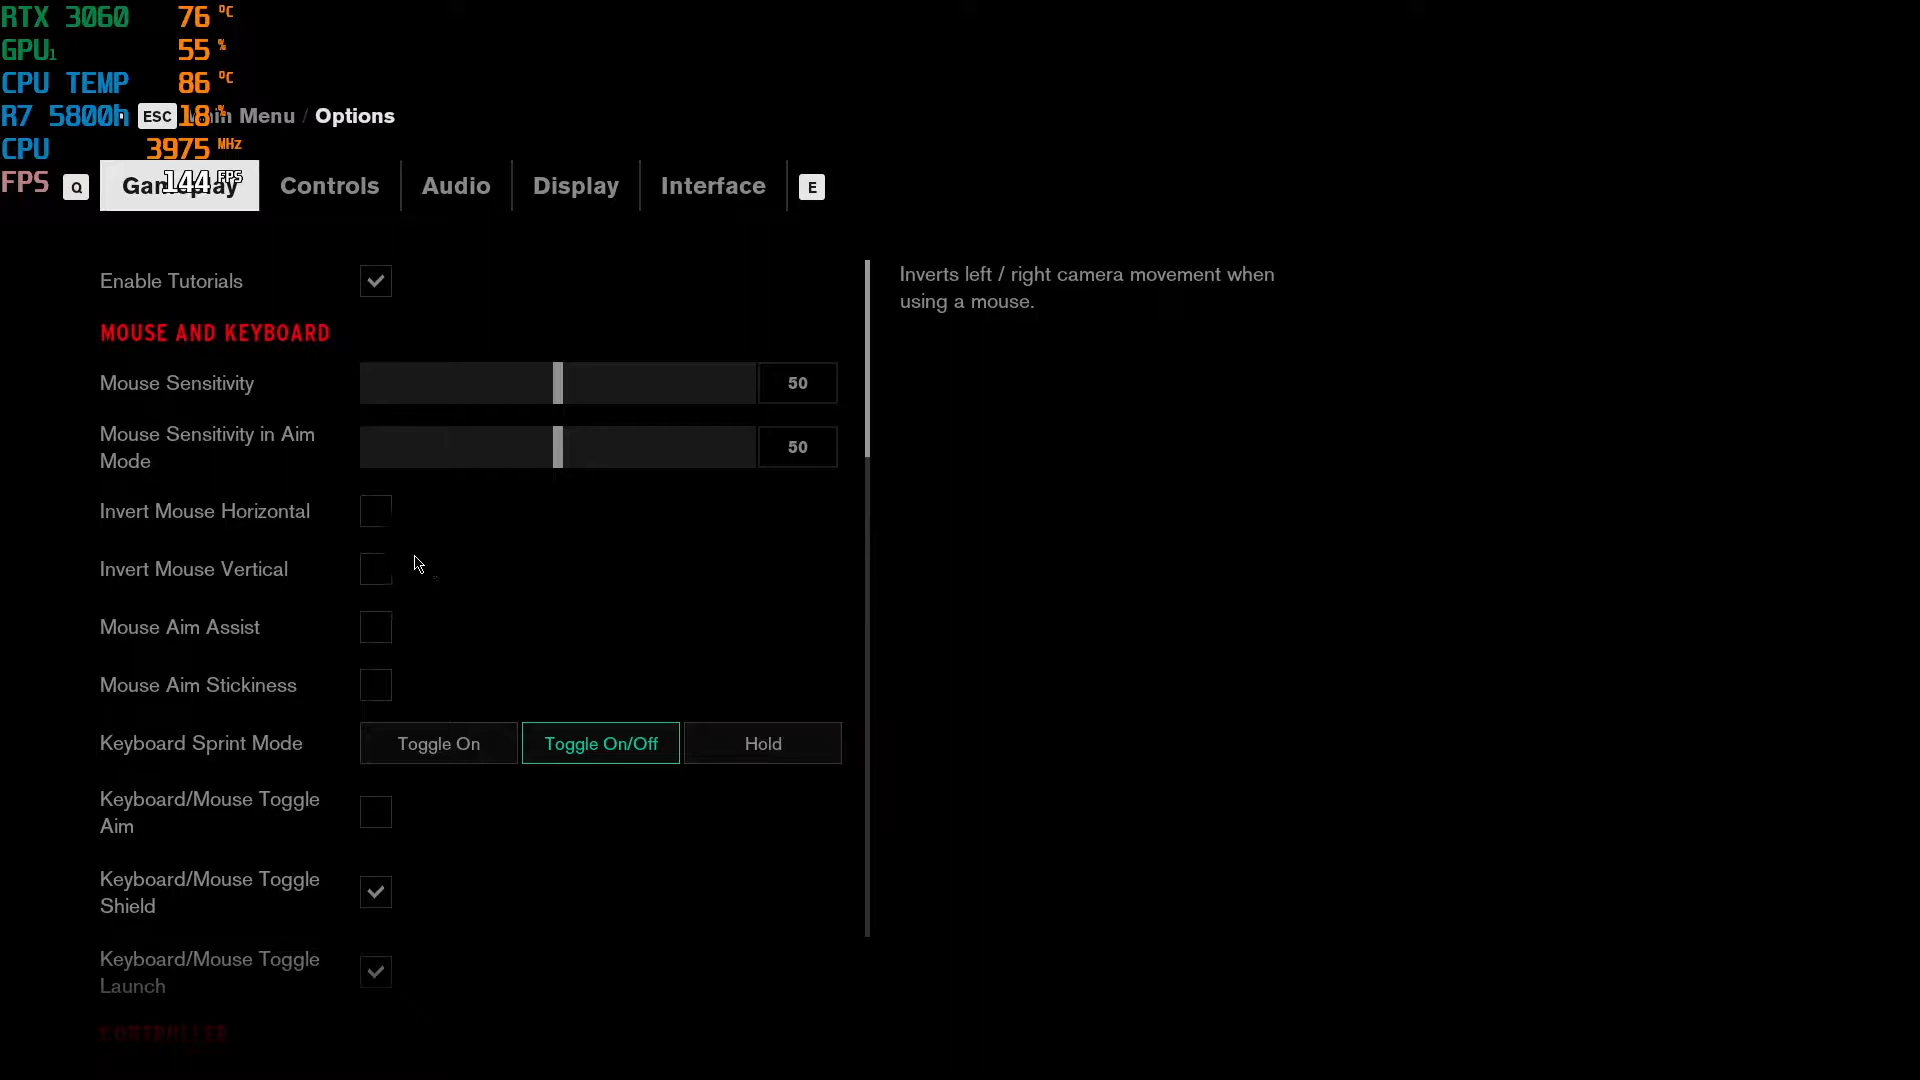 RTX 3060 76 °C
GPU1 55 %
CPU TEMP 86 °C
R7 5800h 18 %
ESC Main Menu / Options
CPU 3975 MHz
FPS 144 FPS
Q Gameplay Controls Audio Display Interface E
Enable Tutorials
Inverts left / right camera movement when
using a mouse.
MOUSE AND KEYBOARD
Mouse Sensitivity 50
Mouse Sensitivity in Aim
Mode 50
Invert Mouse Horizontal
Invert Mouse Vertical
Mouse Aim Assist
Mouse Aim Stickiness
Keyboard Sprint Mode Toggle On Toggle On/Off Hold
Keyboard/Mouse Toggle
Aim
Keyboard/Mouse Toggle
Shield
Keyboard/Mouse Toggle
Launch
CONTROLLER